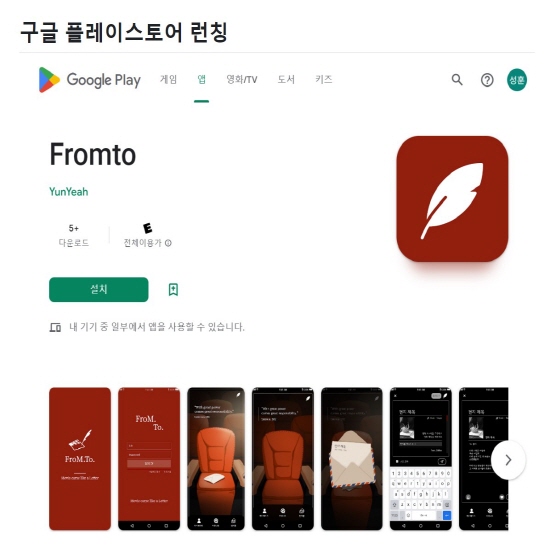 구글 플레이스토어 런칭
Google Play 게임 앱 영화/TV 도서 키즈 성훈
Fromto
YunYeah
5+
다운로드
전체이용가
설치
내 기기 중 일부에서 앱을 사용할 수 있습니다.
FroM.To.
FroM.
To.